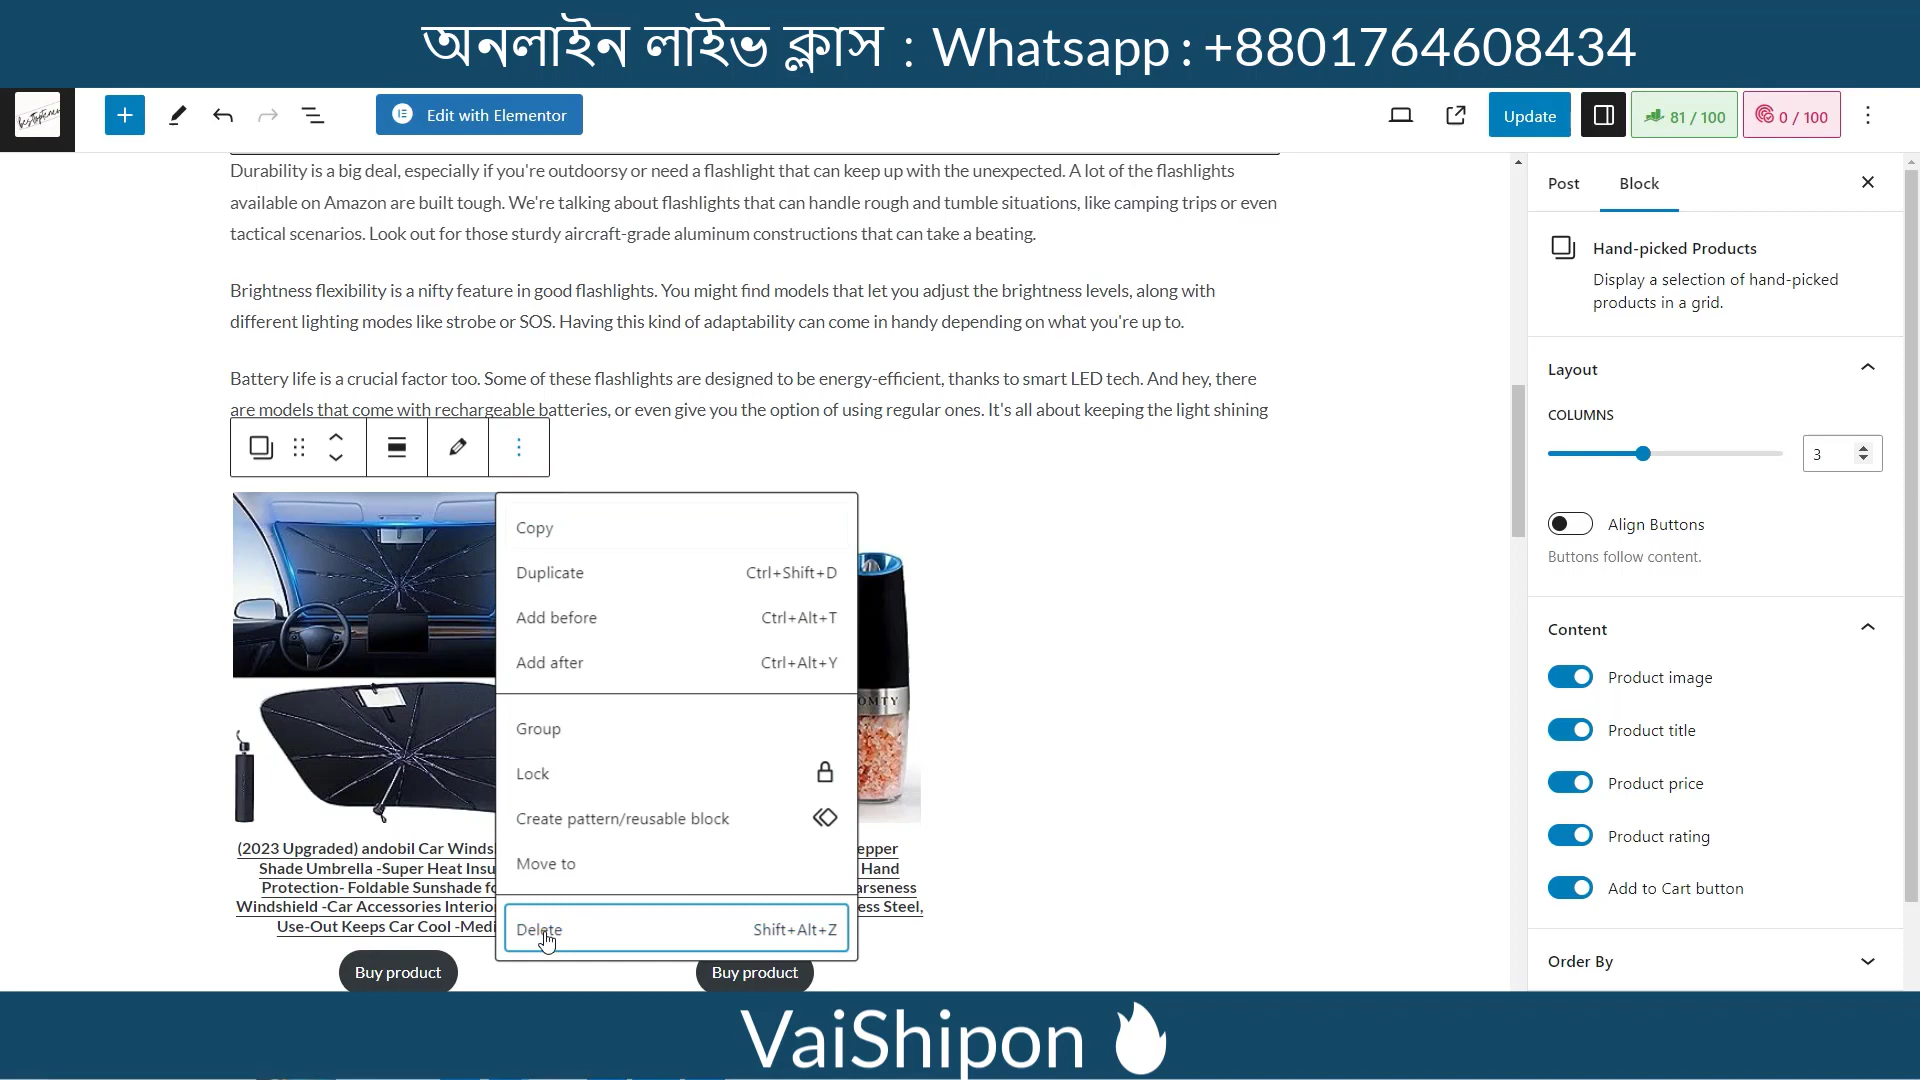 অনলাইন লাইভ ক্লাস : Whatsapp : +8801764608434
Edit with Elementor
Update
81 / 100
0 / 100
Durability is a big deal, especially if you're outdoorsy or need a flashlight that can keep up with the unexpected. A lot of the flashlights
available on Amazon are built tough. We're talking about flashlights that can handle rough and tumble situations, like camping trips or even
tactical scenarios. Look out for those sturdy aircraft-grade aluminum constructions that can take a beating.
Brightness flexibility is a nifty feature in good flashlights. You might find models that let you adjust the brightness levels, along with
different lighting modes like strobe or SOS. Having this kind of adaptability can come in handy depending on what you're up to.
Battery life is a crucial factor too. Some of these flashlights are designed to be energy-efficient, thanks to smart LED tech. And hey, there
are models that come with rechargeable batteries, or even give you the option of using regular ones. It's all about keeping the light shining
Copy
Duplicate Ctrl+Shift+D
Add before Ctrl+Alt+T
Add after Ctrl+Alt+Y
Group
Lock
Create pattern/reusable block
Move to
Delete Shift+Alt+Z
OMTY
(2023 Upgraded) andobil Car Winds
Shade Umbrella -Super Heat Insu
Protection- Foldable Sunshade fo
Windshield -Car Accessories Interio
Use-Out Keeps Car Cool -Medi
epper
Hand
arseness
ess Steel,
Buy product
Buy product
Post
Block
Hand-picked Products
Display a selection of hand-picked
products in a grid.
Layout
COLUMNS
3
Align Buttons
Buttons follow content.
Content
Product image
Product title
Product price
Product rating
Add to Cart button
Order By
VaiShipon